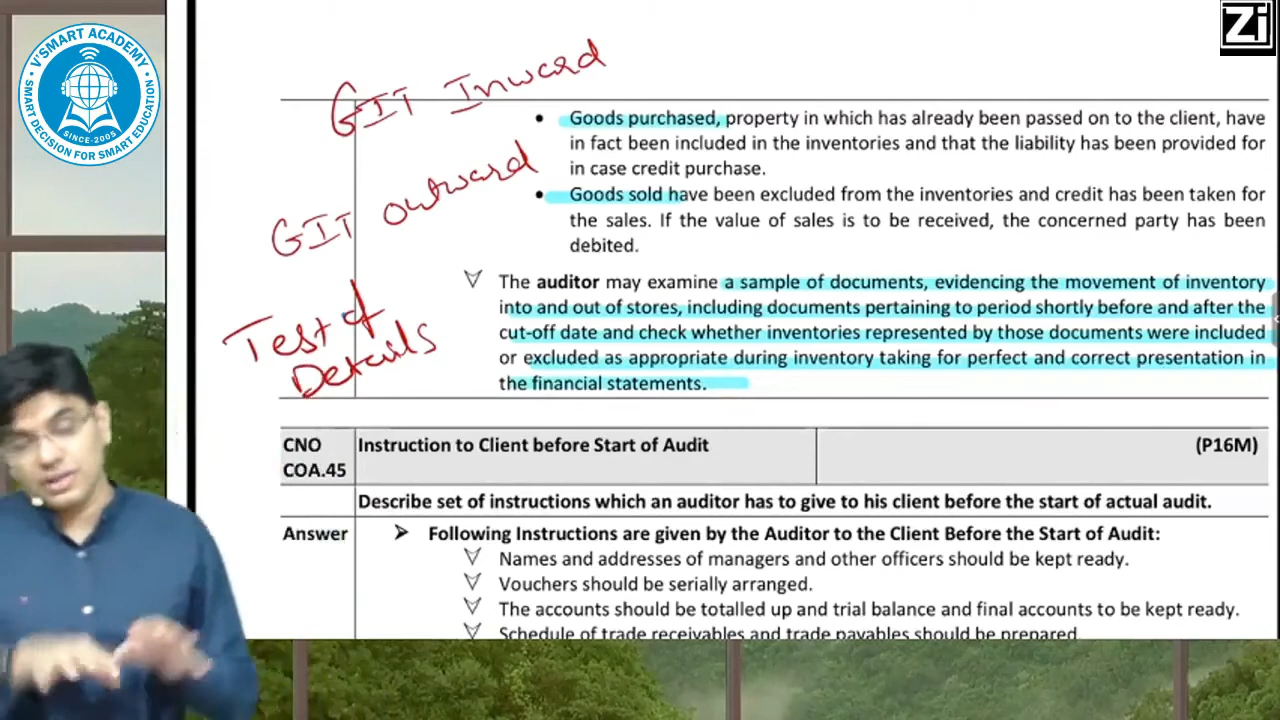 V'SMART ACADEMY
SMART DECISION FOR SMART EDUCATION
SINCE-2005
Zi
GIT Inward
GIT outward
Test of
Details
• Goods purchased, property in which has already been passed on to the client, have
in fact been included in the inventories and that the liability has been provided for
in case credit purchase.
• Goods sold have been excluded from the inventories and credit has been taken for
the sales. If the value of sales is to be received, the concerned party has been
debited.
The auditor may examine a sample of documents, evidencing the movement of inventory
into and out of stores, including documents pertaining to period shortly before and after the
cut-off date and check whether inventories represented by those documents were included
or excluded as appropriate during inventory taking for perfect and correct presentation in
the financial statements.
CNO Instruction to Client before Start of Audit (P16M)
COA.45
Describe set of instructions which an auditor has to give to his client before the start of actual audit.
Answer ➤ Following Instructions are given by the Auditor to the Client Before the Start of Audit:
Names and addresses of managers and other officers should be kept ready.
Vouchers should be serially arranged.
The accounts should be totalled up and trial balance and final accounts to be kept ready.
Schedule of trade receivables and trade payables should be prepared